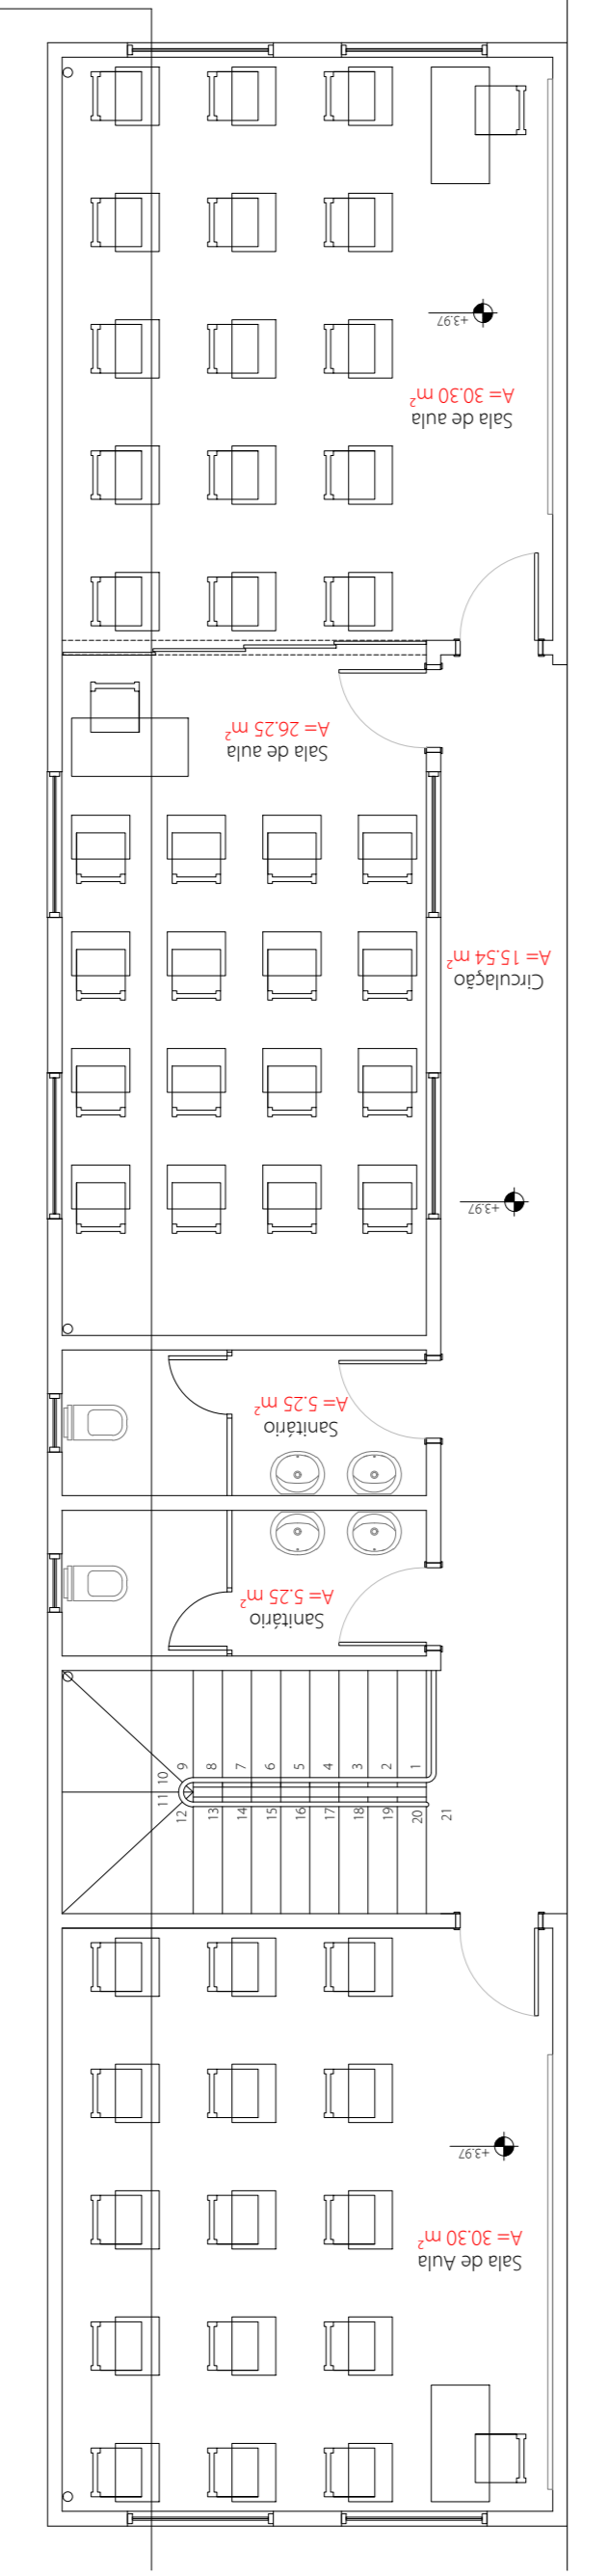 Sala de Aula
A= 30.30 m²
+3.97
1
2
3
4
5
6
7
8
9
10
11
12
13
14
15
16
17
18
19
20
21
Sanitário
A= 5.25 m²
Sanitário
A= 5.25 m²
+3.97
Circulação
A= 15.54 m²
Sala de aula
A= 26.25 m²
Sala de aula
A= 30.30 m²
+3.97